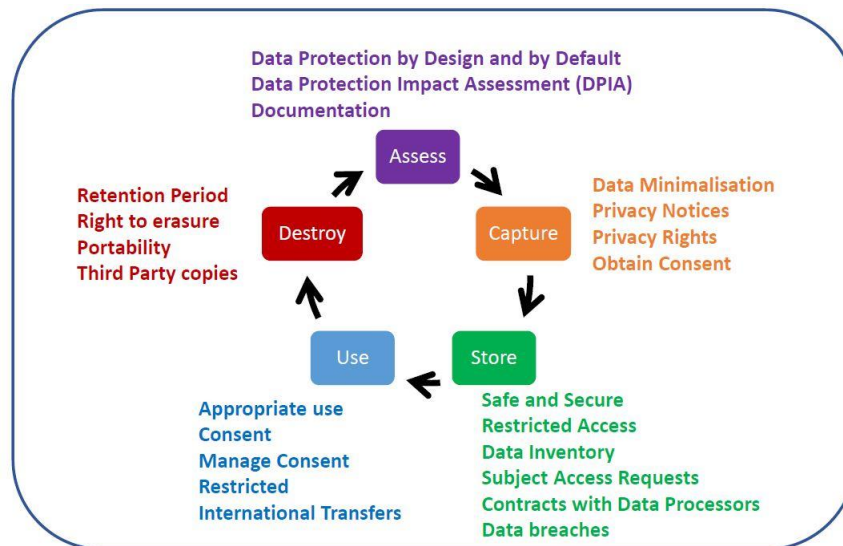 Data Protection by Design and by Default
Data Protection Impact Assessment (DPIA)
Documentation
Assess
Retention Period
Right to erasure
Portability
Third Party copies
Destroy
Capture
Data Minimalisation
Privacy Notices
Privacy Rights
Obtain Consent
Use
Store
Appropriate use
Consent
Manage Consent
Restricted
International Transfers
Safe and Secure
Restricted Access
Data Inventory
Subject Access Requests
Contracts with Data Processors
Data breaches